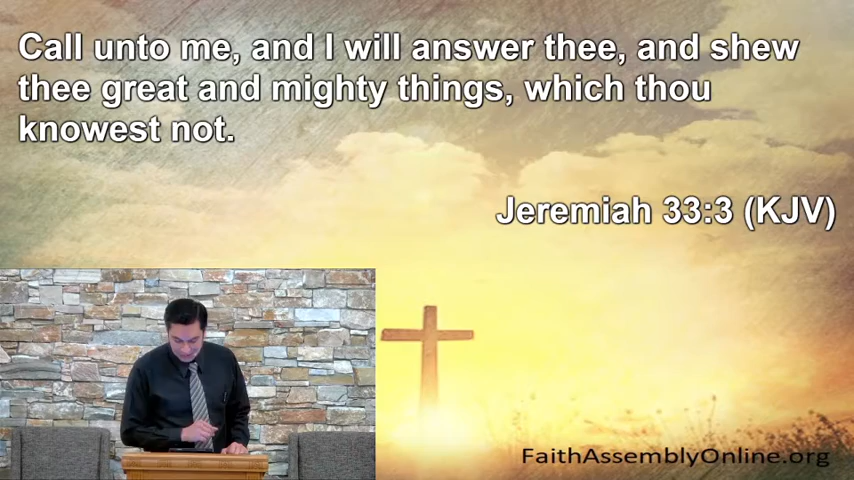 Call unto me, and I will answer thee, and shew
thee great and mighty things, which thou
knowest not.
Jeremiah 33:3 (KJV)
FaithAssemblyOnline.org